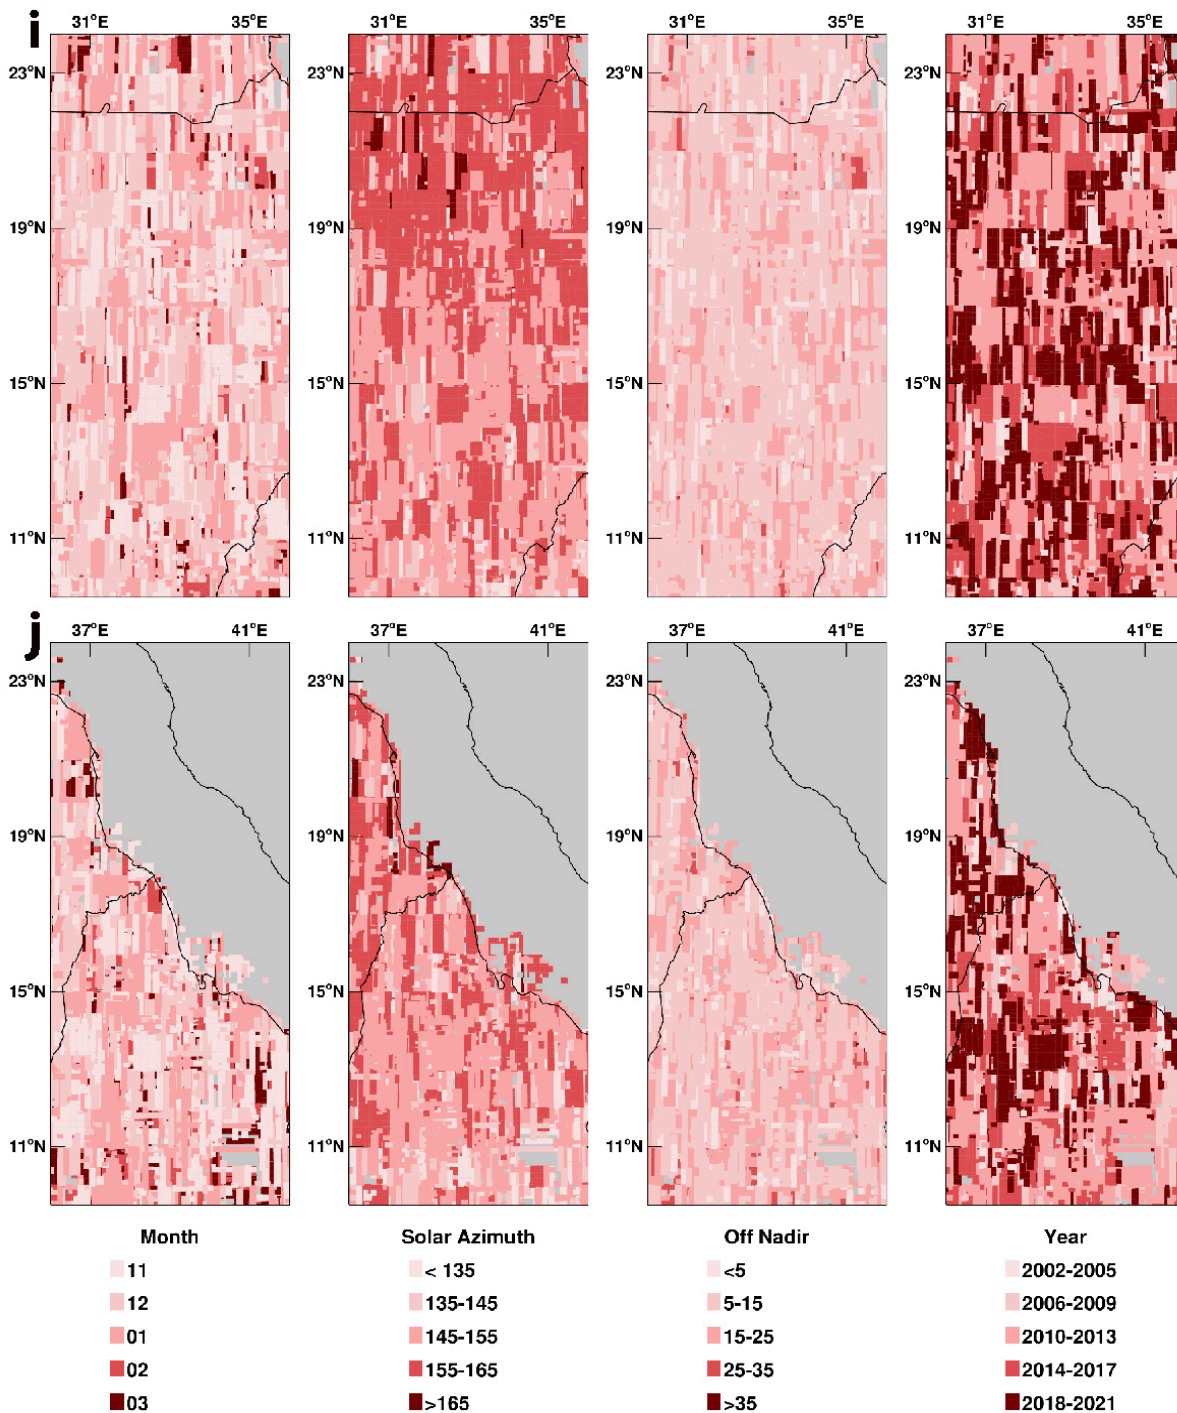 i
31°E 35°E 31°E 35°E 31°E 35°E 31°E 35°E
23°N 23°N 23°N 23°N
19°N 19°N 19°N 19°N
15°N 15°N 15°N 15°N
11°N 11°N 11°N 11°N
j
37°E 41°E 37°E 41°E 37°E 41°E 37°E 41°E
23°N 23°N 23°N 23°N
19°N 19°N 19°N 19°N
15°N 15°N 15°N 15°N
11°N 11°N 11°N 11°N
Month Solar Azimuth Off Nadir Year
11 < 135 <5 2002-2005
12 135-145 5-15 2006-2009
01 145-155 15-25 2010-2013
02 155-165 25-35 2014-2017
03 >165 >35 2018-2021